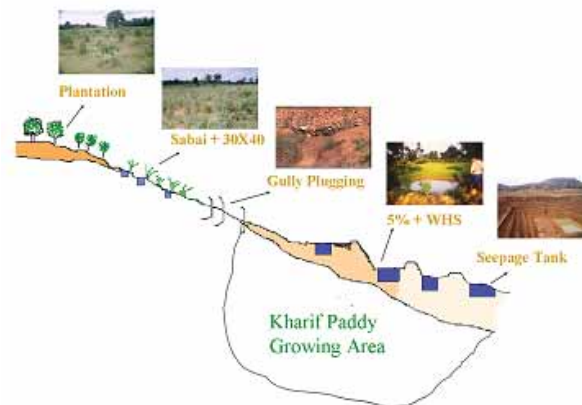 Plantation
Sabai + 30X40
Gully Plugging
5% + WHS
Seepage Tank
Kharif Paddy
Growing Area